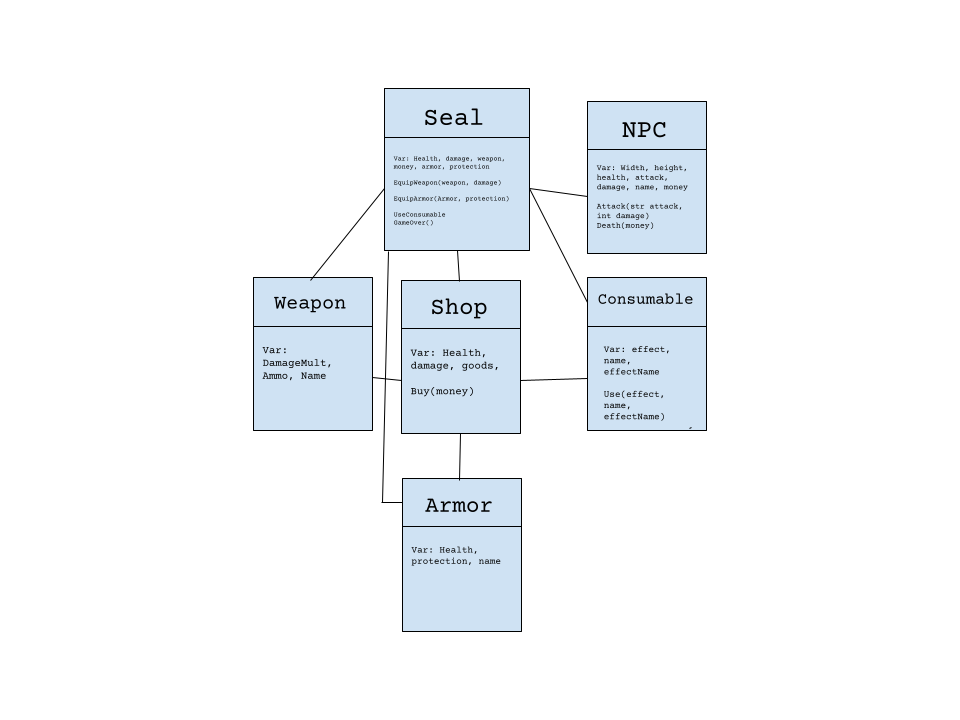 Seal
Var: Health, damage, weapon,
money, armor, protection
EquipWeapon(weapon, damage)
EquipArmor(Armor, protection)
UseConsumable
GameOver()
NPC
Var: Width, height,
health, attack,
damage, name, money
Attack(str attack,
int damage)
Death(money)
Weapon
Var:
DamageMult,
Ammo, Name
Shop
Var: Health,
damage, goods,
Buy(money)
Consumable
Var: effect,
name,
effectName
Use(effect,
name,
effectName)
Armor
Var: Health,
protection, name